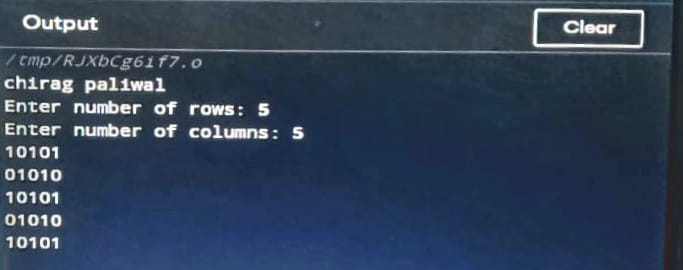 Output
Clear
/tmp/RJXbCg61f7.o
chirag paliwal
Enter number of rows: 5
Enter number of columns: 5
10101
01010
10101
01010
10101